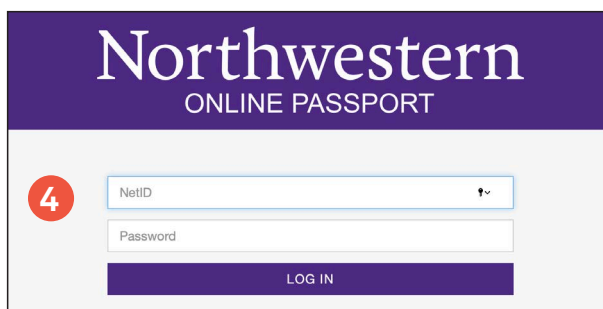 Northwestern
ONLINE PASSPORT
4
NetID
Password
LOG IN